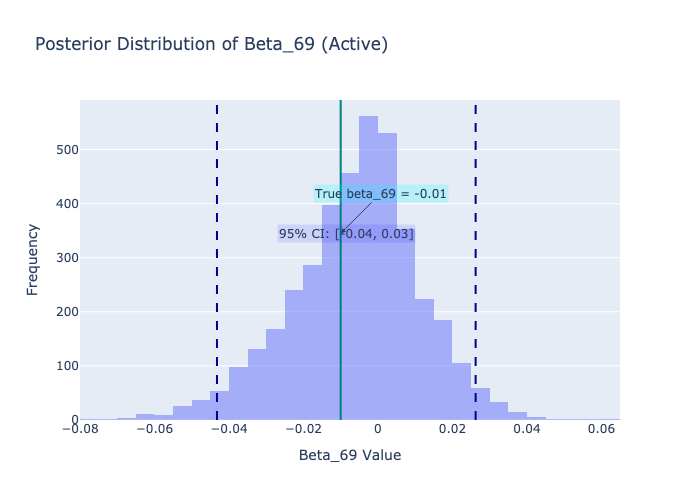 Posterior Distribution of Beta_69 (Active)
Frequency
500
400
300
200
100
0
True beta_69 = -0.01
95% CI: [-0.04, 0.03]
−0.08 −0.06 −0.04 −0.02 0 0.02 0.04 0.06
Beta_69 Value